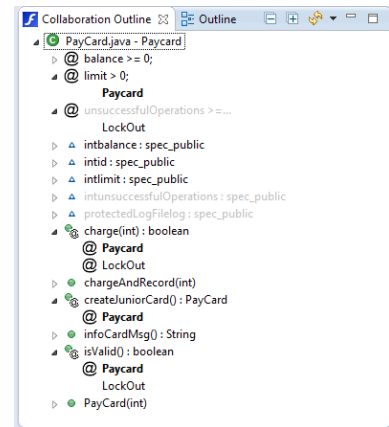 Collaboration Outline Outline
PayCard.java - Paycard
@ balance >= 0;
@ limit > 0;
Paycard
@ unsuccessfulOperations >=...
LockOut
intbalance : spec_public
intid : spec_public
intlimit : spec_public
intunsuccessfulOperations : spec_public
protectedLogFilelog : spec_public
charge(int) : boolean
@ Paycard
@ LockOut
chargeAndRecord(int)
createJuniorCard() : PayCard
@ Paycard
infoCardMsg() : String
isValid() : boolean
@ Paycard
LockOut
PayCard(int)